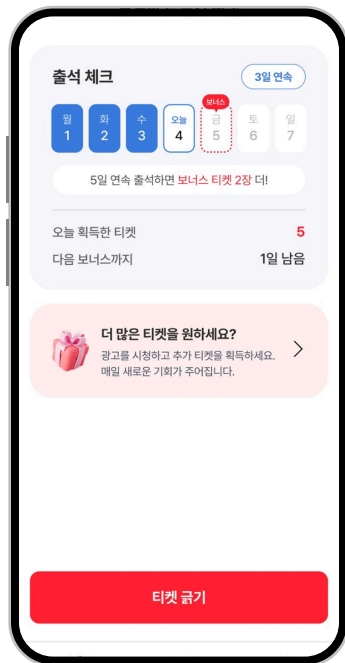 출석 체크
3일 연속
보너스
월 화 수 오늘 금 토 일
1 2 3 4 5 6 7
5일 연속 출석하면 보너스 티켓 2장 더!
오늘 획득한 티켓 5
다음 보너스까지 1일 남음
더 많은 티켓을 원하세요?
광고를 시청하고 추가 티켓을 획득하세요.
매일 새로운 기회가 주어집니다.
티켓 긁기